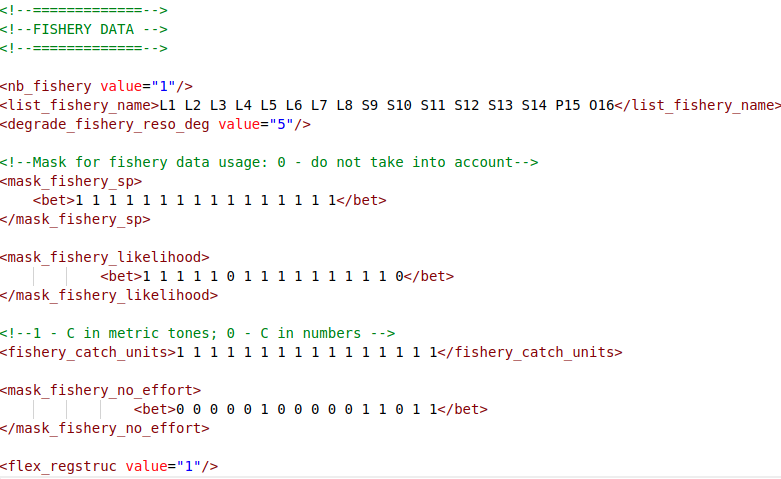 <!--=============-->
<!--FISHERY DATA -->
<!--=============-->
<nb_fishery value="1"/>
<list_fishery_name>L1 L2 L3 L4 L5 L6 L7 L8 S9 S10 S11 S12 S13 S14 P15 O16</list_fishery_name>
<degrade_fishery_reso_deg value="5"/>
<!--Mask for fishery data usage: 0 - do not take into account-->
<mask_fishery_sp>
<bet>1 1 1 1 1 1 1 1 1 1 1 1 1 1 1 1</bet>
</mask_fishery_sp>
<mask_fishery_likelihood>
<bet>1 1 1 1 1 0 1 1 1 1 1 1 1 1 1 0</bet>
</mask_fishery_likelihood>
<!--1 - C in metric tones; 0 - C in numbers -->
<fishery_catch_units>1 1 1 1 1 1 1 1 1 1 1 1 1 1 1 1</fishery_catch_units>
<mask_fishery_no_effort>
<bet>0 0 0 0 0 1 0 0 0 0 0 1 1 0 1 1</bet>
</mask_fishery_no_effort>
<flex_regstruc value="1"/>